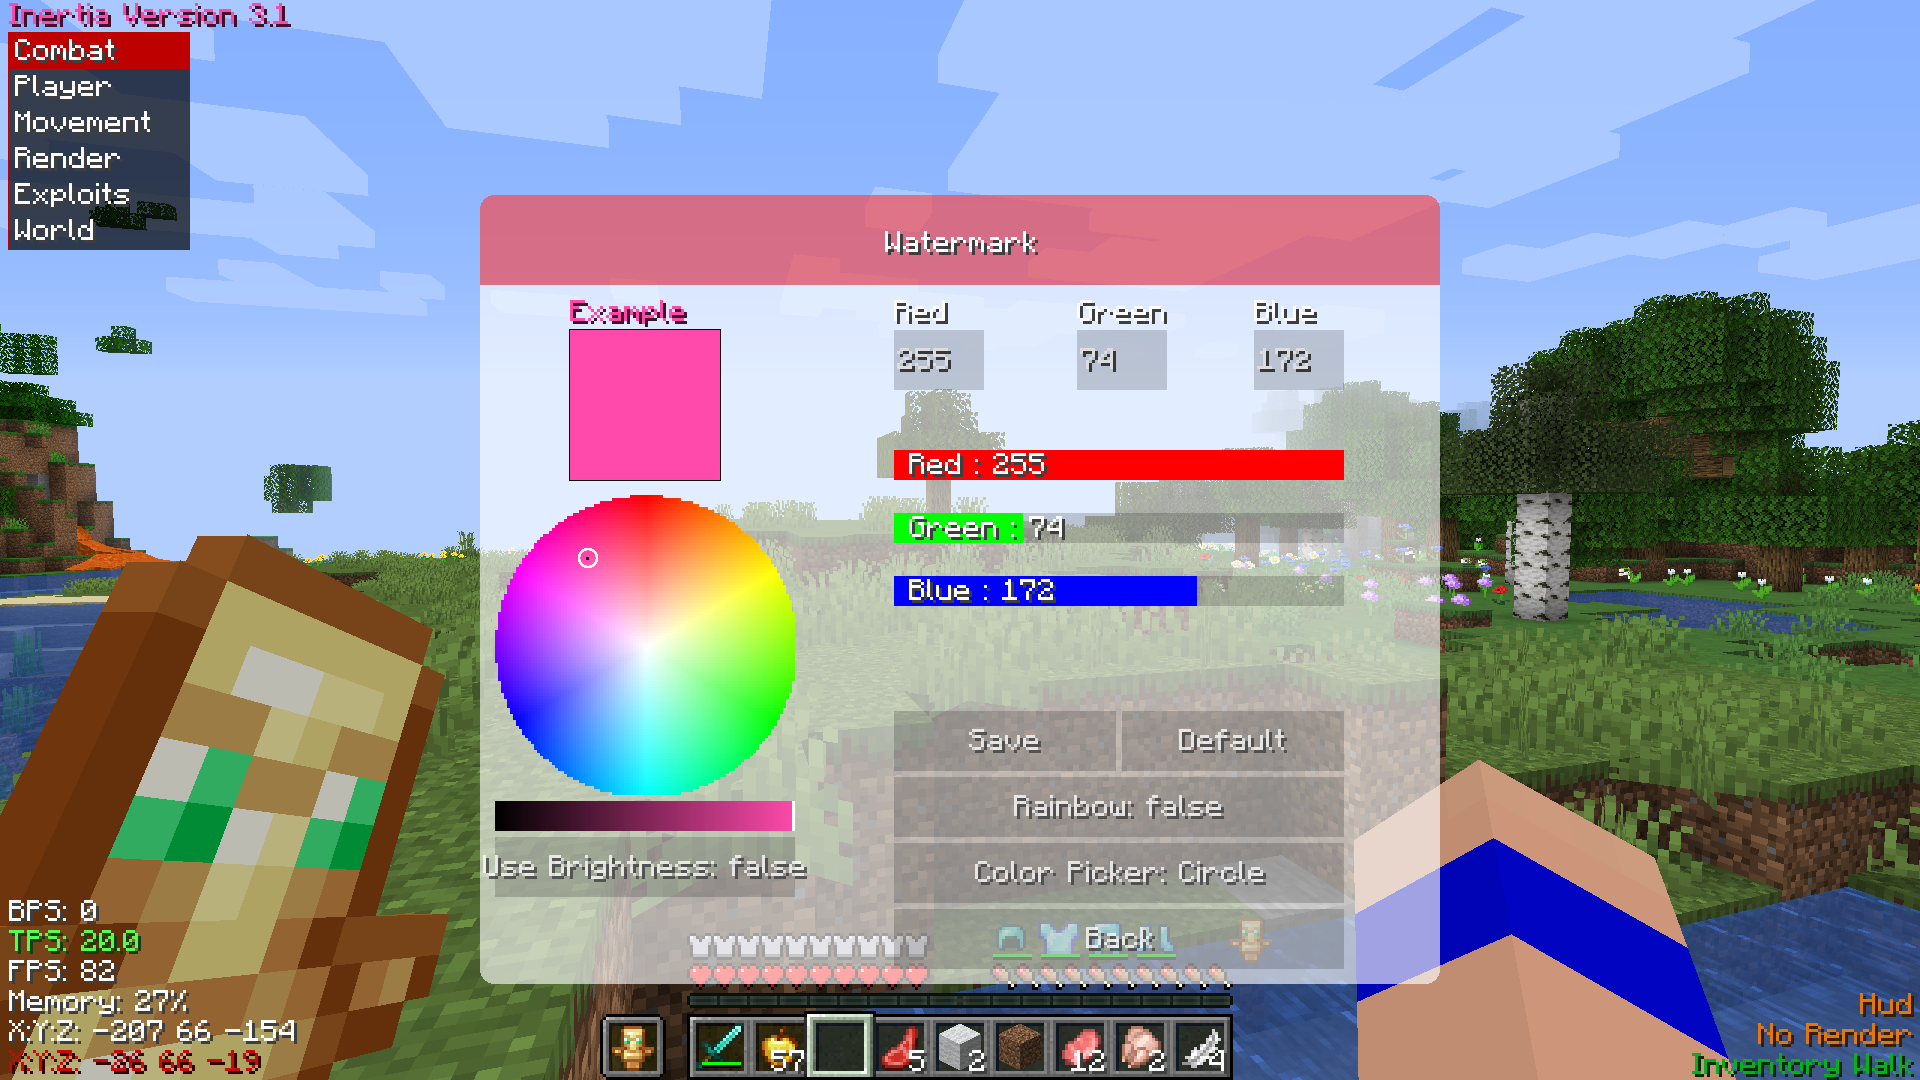 Inertia Version 3.1
Combat
Player
Movement
Render
Exploits
World
Watermark
Example
Red Green Blue
255 74 172
Red : 255
Green : 74
Blue : 172
Save Default
Rainbow: false
Use Brightness: false
Color Picker: Circle
Back
BPS: 0
TPS: 20.0
FPS: 82
Memory: 27%
X:Y:Z: -207 66 -154
X:Y:Z: -26 66 -19
57 5 2 12 2 4
Hud
No Render
Inventory Walk